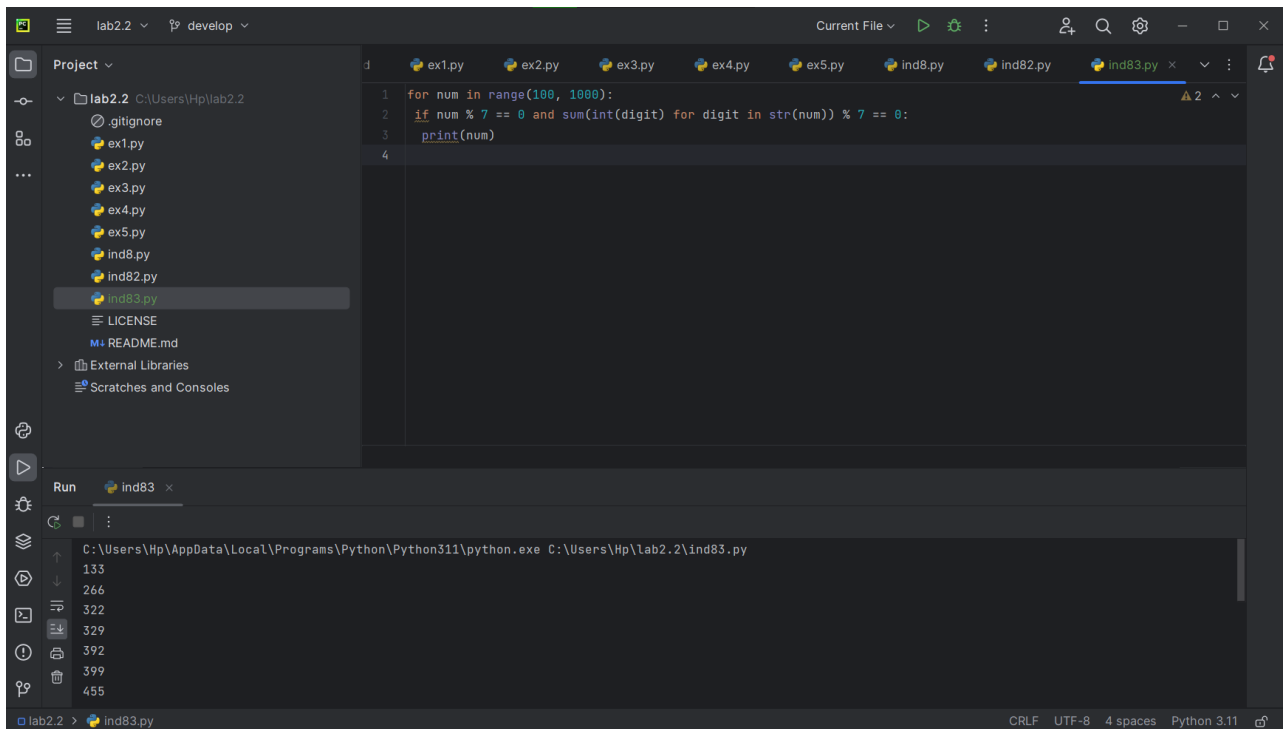 PC lab2.2 develop Current File
Project
lab2.2 C:\Users\Hp\lab2.2
.gitignore
ex1.py
ex2.py
ex3.py
ex4.py
ex5.py
ind8.py
ind82.py
ind83.py
LICENSE
M↓ README.md
External Libraries
Scratches and Consoles
d ex1.py ex2.py ex3.py ex4.py ex5.py ind8.py ind82.py ind83.py
1 for num in range(100, 1000):
2 if num % 7 == 0 and sum(int(digit) for digit in str(num)) % 7 == 0:
3 print(num)
4
2
Run ind83
C:\Users\Hp\AppData\Local\Programs\Python\Python311\python.exe C:\Users\Hp\lab2.2\ind83.py
133
266
322
329
392
399
455
lab2.2 > ind83.py CRLF UTF-8 4 spaces Python 3.11